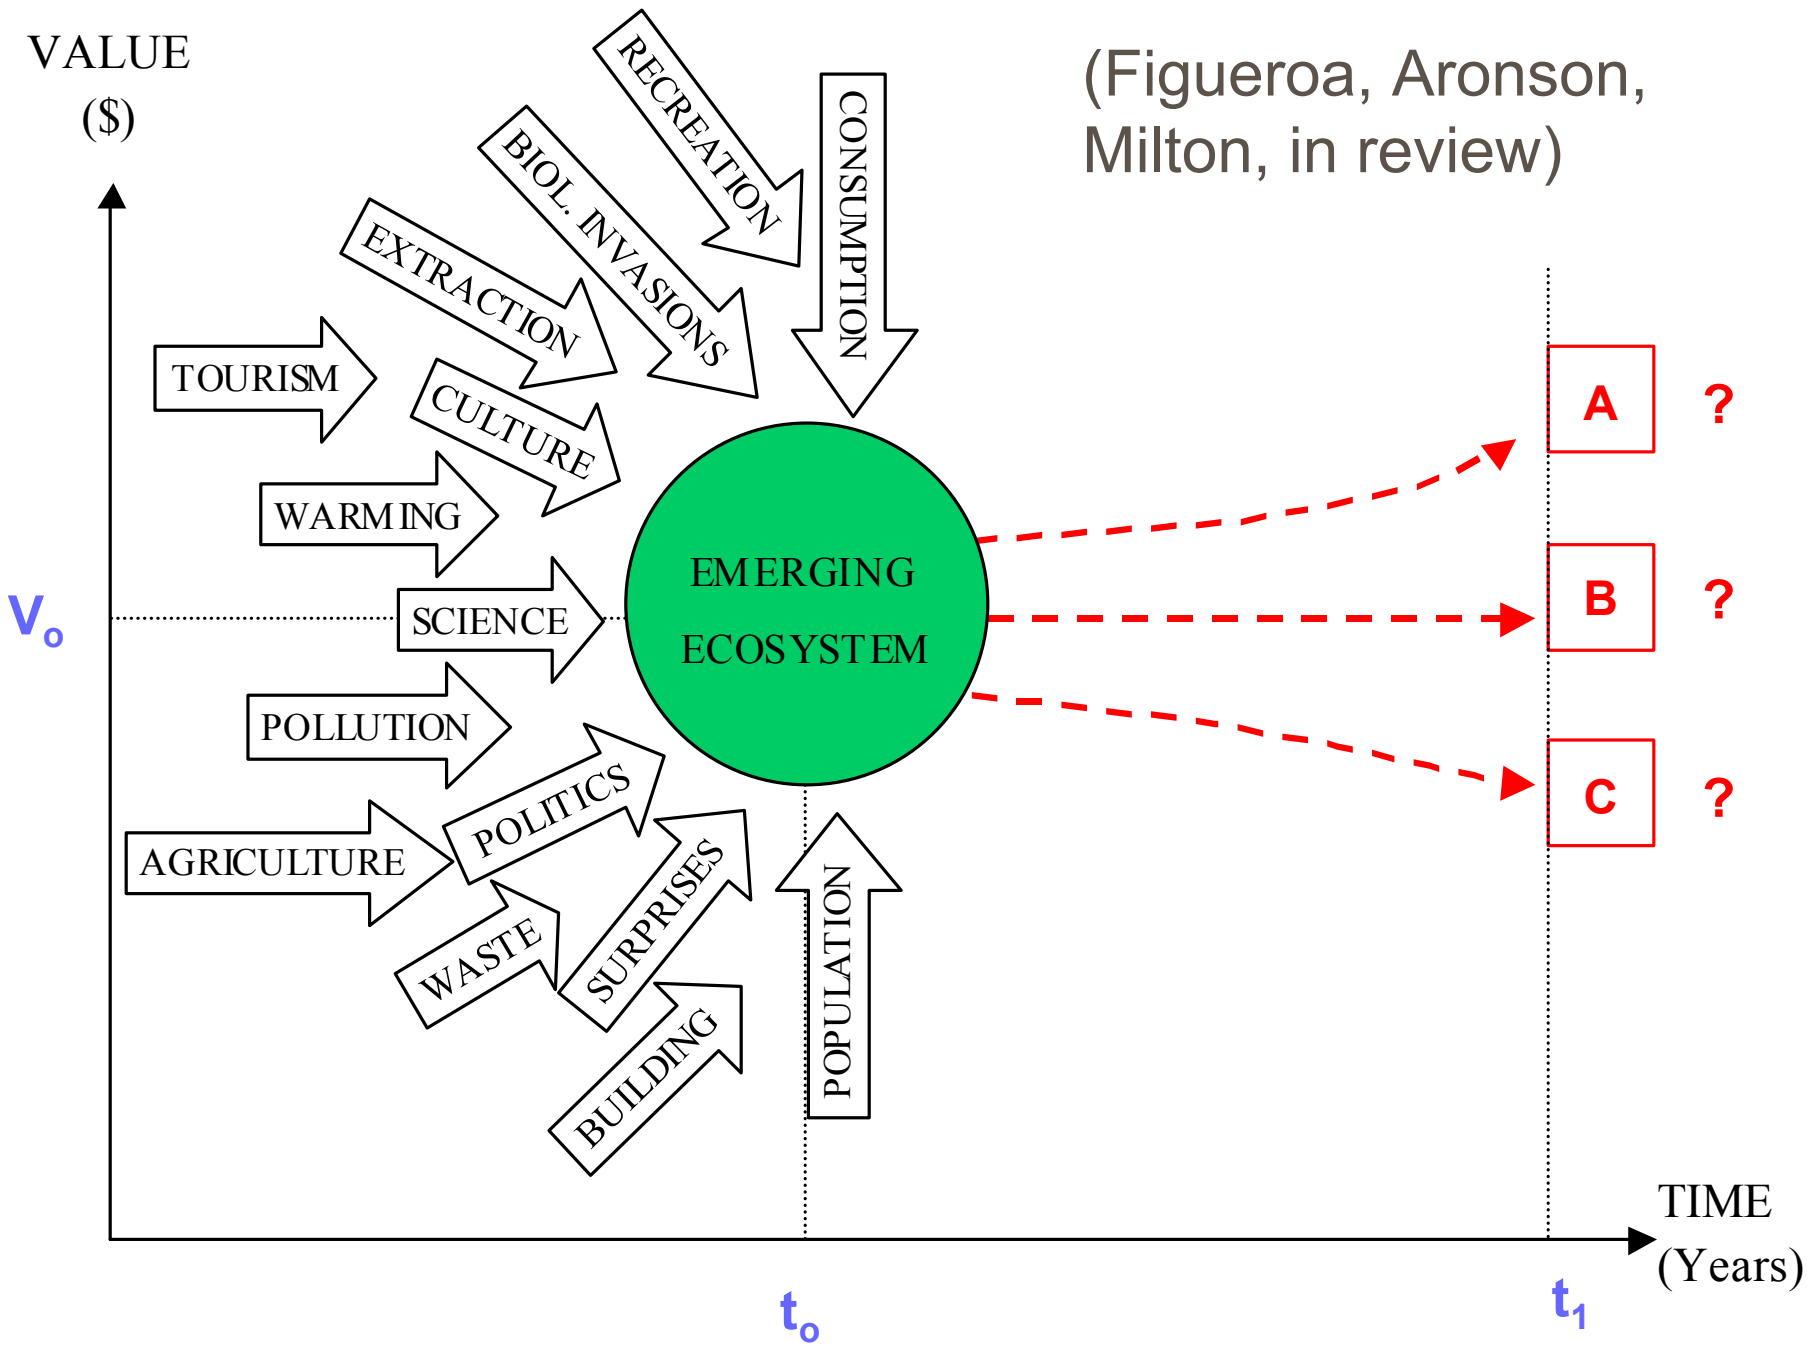 VALUE
($)
(Figueroa, Aronson,
Milton, in review)
RECREATION
CONSUMPTION
BIOL. INVASIONS
EXTRACTION
TOURISM
CULTURE
WARMING
SCIENCE
POLLUTION
POLITICS
AGRICULTURE
WASTE
SURPRISES
BUILDING
POPULATION
EMERGING
ECOSYSTEM
Vo
A ?
B ?
C ?
TIME
(Years)
to
t1